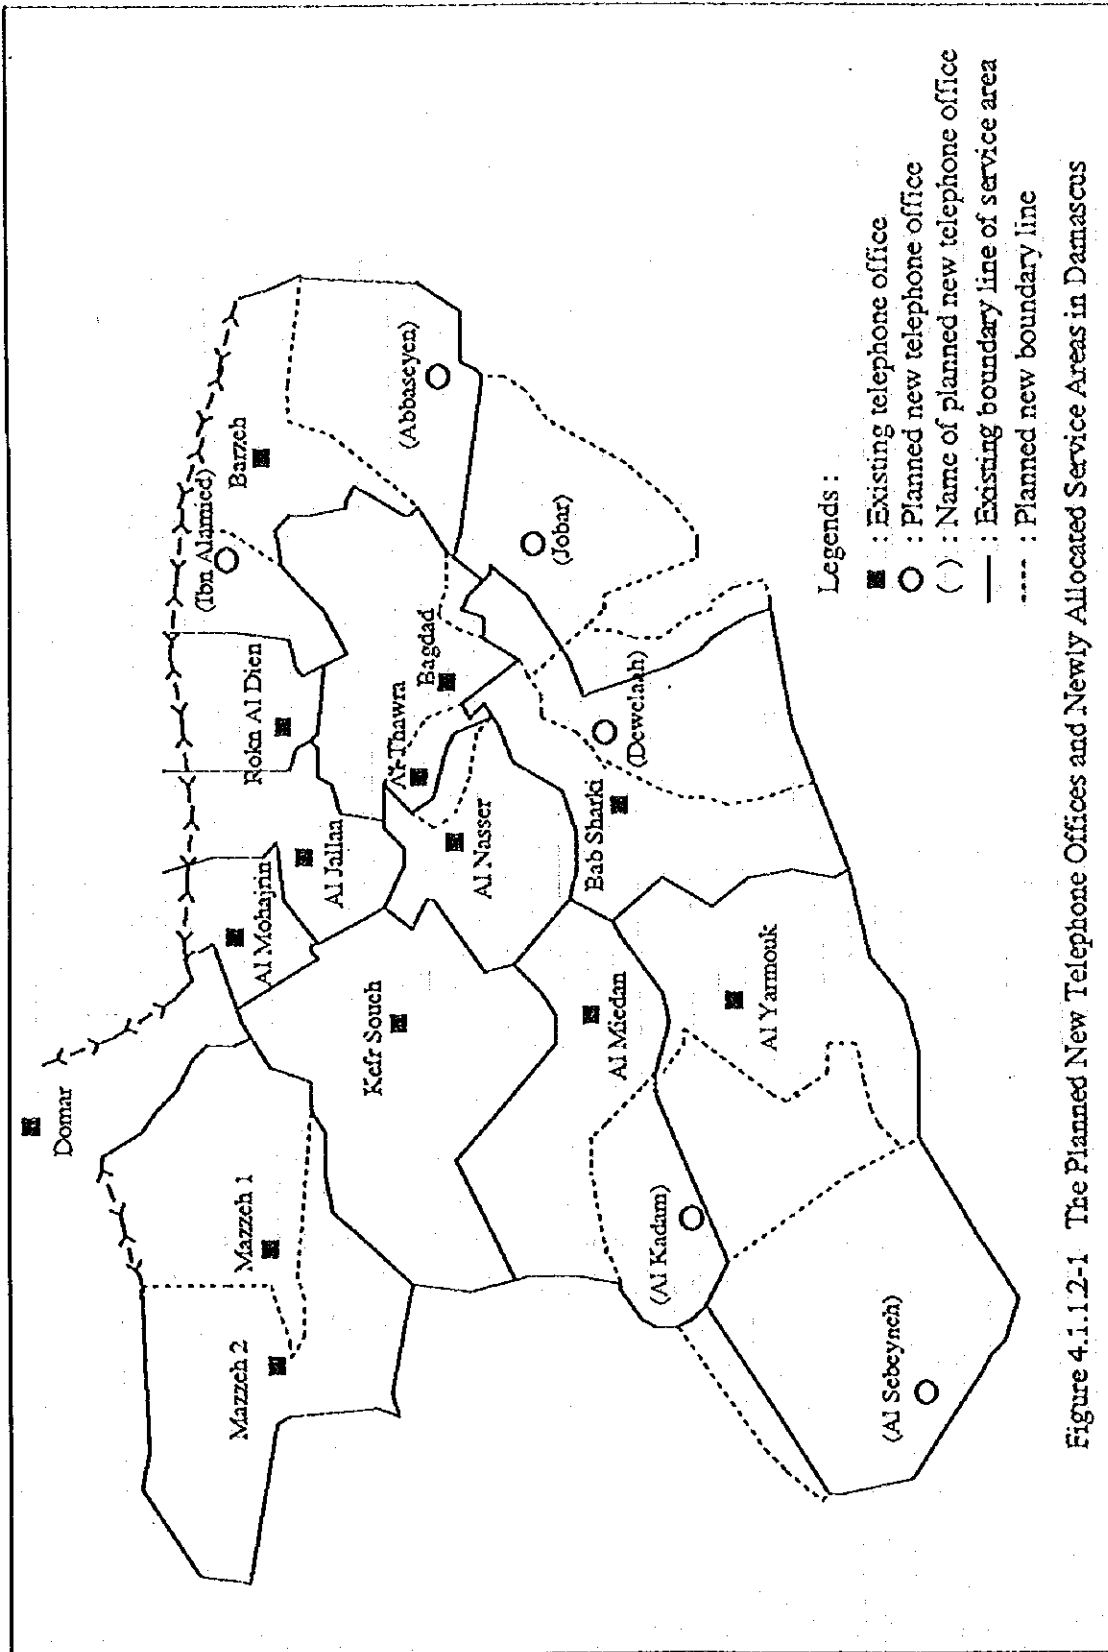 Domar
Mazzeh 2
Mazzeh 1
Al Mohajrin
Al Jallaa
Rokn Al Dien
(Ibn Alamied)
Barzeh
Kefr Souch
Al Nasser
Al-Thawra
Bagdad
(Abbaseyen)
(Jobar)
Al Miedan
Bab Sharki
(Dewelaah)
Al Yarmouk
(Al Kadam)
(Al Sebeyneh)
Legends :
: Existing telephone office
: Planned new telephone office
( ) : Name of planned new telephone office
: Existing boundary line of service area
: Planned new boundary line
Figure 4.1.1.2-1 The Planned New Telephone Offices and Newly Allocated Service Areas in Damascus